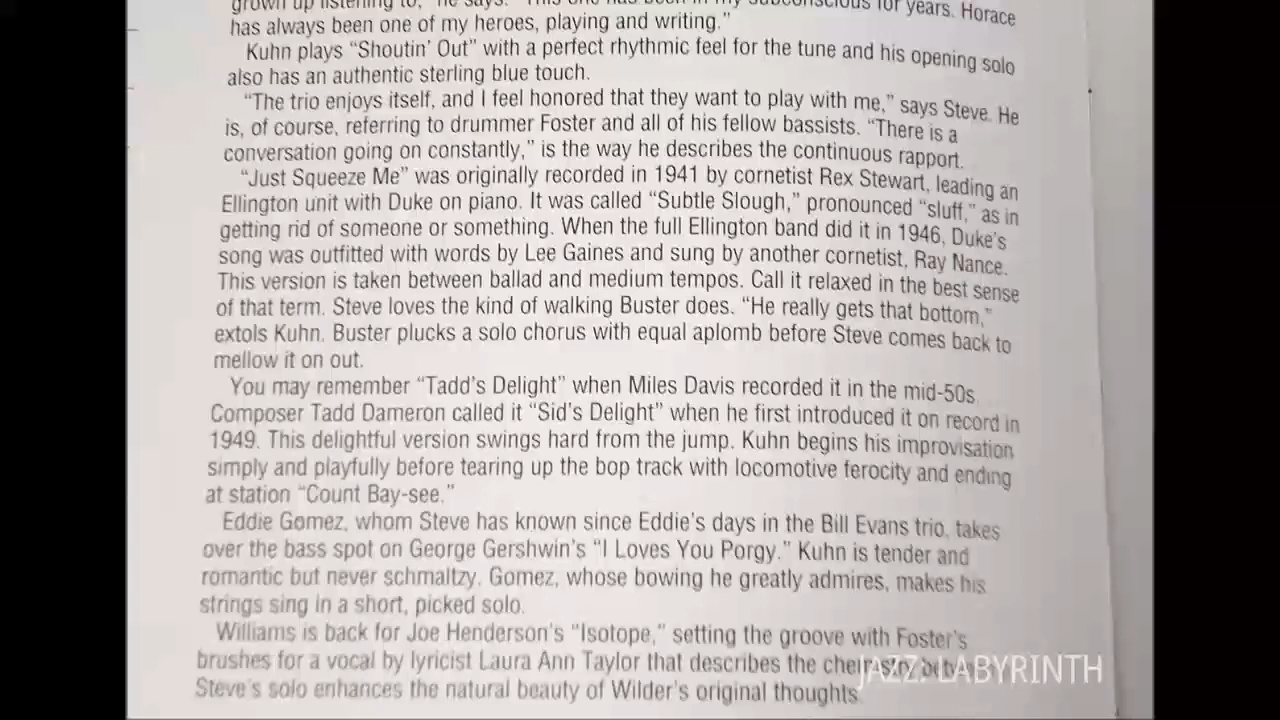 grown up listening to," he says. "This one has been in my subconscious for years. Horace
has always been one of my heroes, playing and writing."
Kuhn plays "Shoutin' Out" with a perfect rhythmic feel for the tune and his opening solo
also has an authentic sterling blue touch.
"The trio enjoys itself, and I feel honored that they want to play with me," says Steve. He
is, of course, referring to drummer Foster and all of his fellow bassists. "There is a
conversation going on constantly," is the way he describes the continuous rapport.
"Just Squeeze Me" was originally recorded in 1941 by cornetist Rex Stewart, leading an
Ellington unit with Duke on piano. It was called "Subtle Slough," pronounced "sluff," as in
getting rid of someone or something. When the full Ellington band did it in 1946, Duke's
song was outfitted with words by Lee Gaines and sung by another cornetist, Ray Nance.
This version is taken between ballad and medium tempos. Call it relaxed in the best sense
of that term. Steve loves the kind of walking Buster does. "He really gets that bottom,"
extols Kuhn. Buster plucks a solo chorus with equal aplomb before Steve comes back to
mellow it on out.
You may remember "Tadd's Delight" when Miles Davis recorded it in the mid-50s.
Composer Tadd Dameron called it "Sid's Delight" when he first introduced it on record in
1949. This delightful version swings hard from the jump. Kuhn begins his improvisation
simply and playfully before tearing up the bop track with locomotive ferocity and ending
at station "Count Bay-see."
Eddie Gomez, whom Steve has known since Eddie's days in the Bill Evans trio, takes
over the bass spot on George Gershwin's "I Loves You Porgy." Kuhn is tender and
romantic but never schmaltzy. Gomez, whose bowing he greatly admires, makes his
strings sing in a short, picked solo.
Williams is back for Joe Henderson's "Isotope," setting the groove with Foster's
brushes for a vocal by lyricist Laura Ann Taylor that describes the
JAZZ. LABYRINTH
Steve's solo enhances the natural beauty of Wilder's original thoughts.